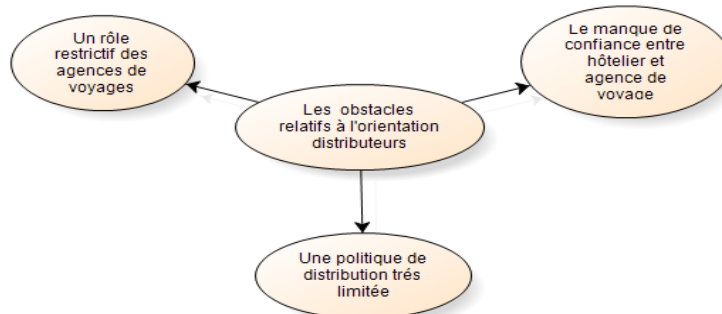 Un rôle
restrictif des
agences de
voyages
Le manque de
confiance entre
hôtelier et
agence de
voyage
Les obstacles
relatifs à l'orientation
distributeurs
Une politique de
distribution trés
limitée